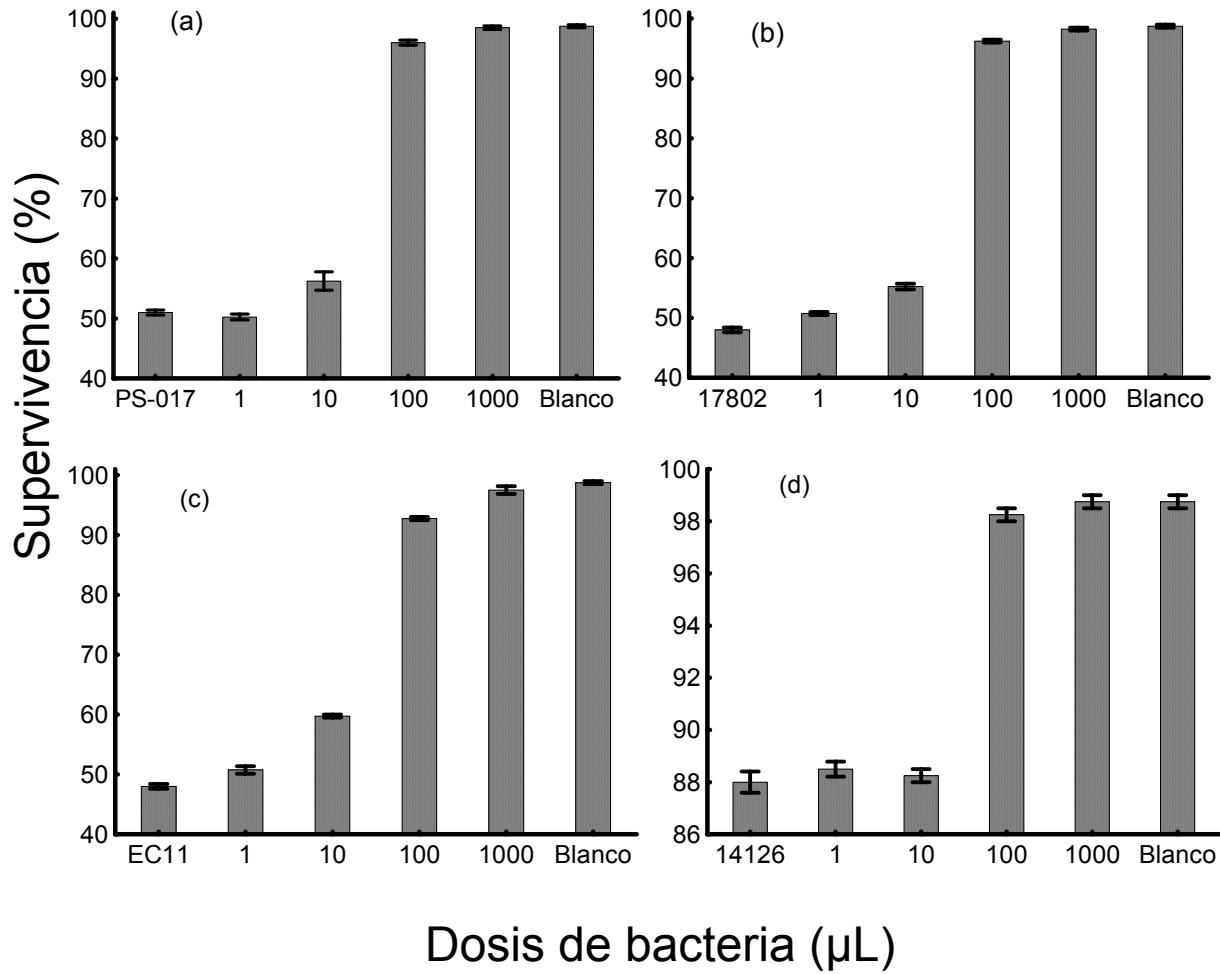 Supervivencia (%)
(a)
100
90
80
70
60
50
40
PS-017 1 10 100 1000 Blanco
(b)
100
90
80
70
60
50
40
17802 1 10 100 1000 Blanco
(c)
100
90
80
70
60
50
40
EC11 1 10 100 1000 Blanco
(d)
100
98
96
94
92
90
88
86
14126 1 10 100 1000 Blanco
Dosis de bacteria (µL)